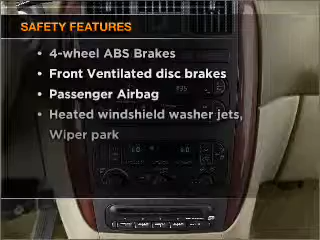 SAFETY FEATURES
• 4-wheel ABS Brakes
• Front Ventilated disc brakes
• Passenger Airbag
• Heated windshield washer jets,
Wiper park